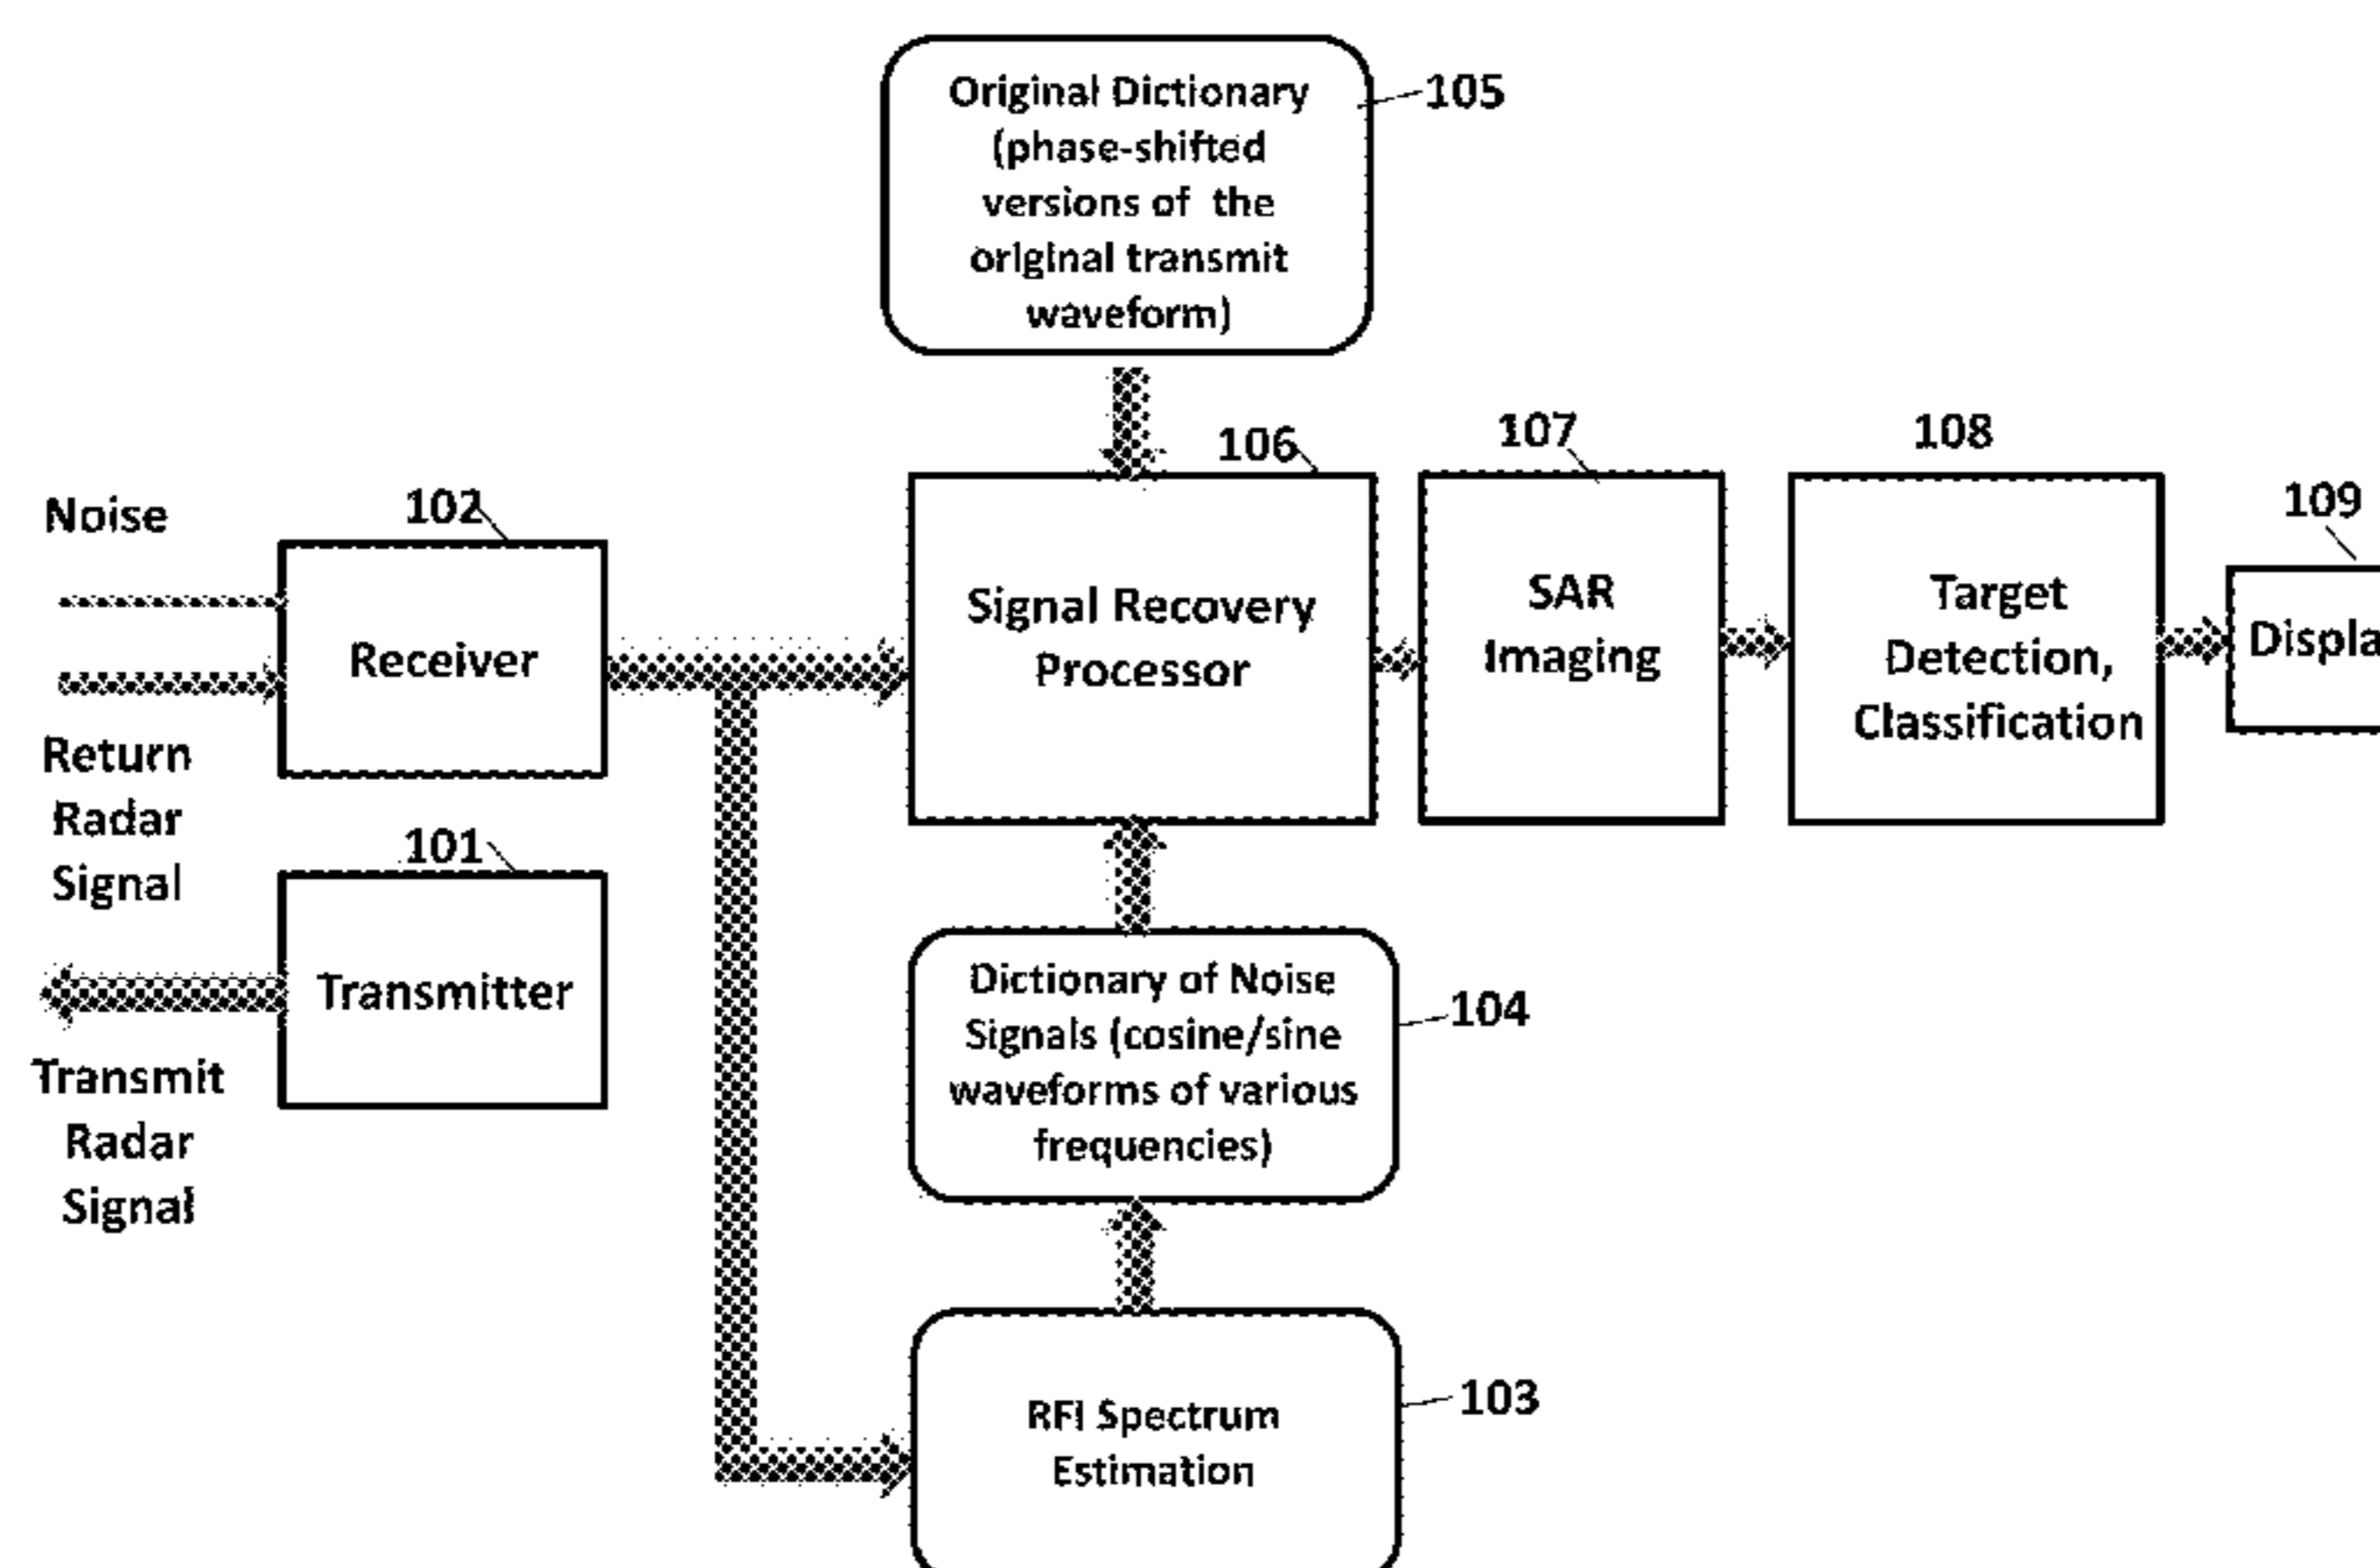 Original Dictionary
(phase-shifted
versions of the
original transmit
waveform)
105
106
107
108
109
Noise
102
Receiver
Return
Radar
Signal
Signal Recovery
Processor
SAR
Imaging
Target
Detection,
Classification
Displa
101
Transmitter
Transmit
Radar
Signal
Dictionary of Noise
Signals (cosine/sine
waveforms of various
frequencies)
104
RFI Spectrum
Estimation
103